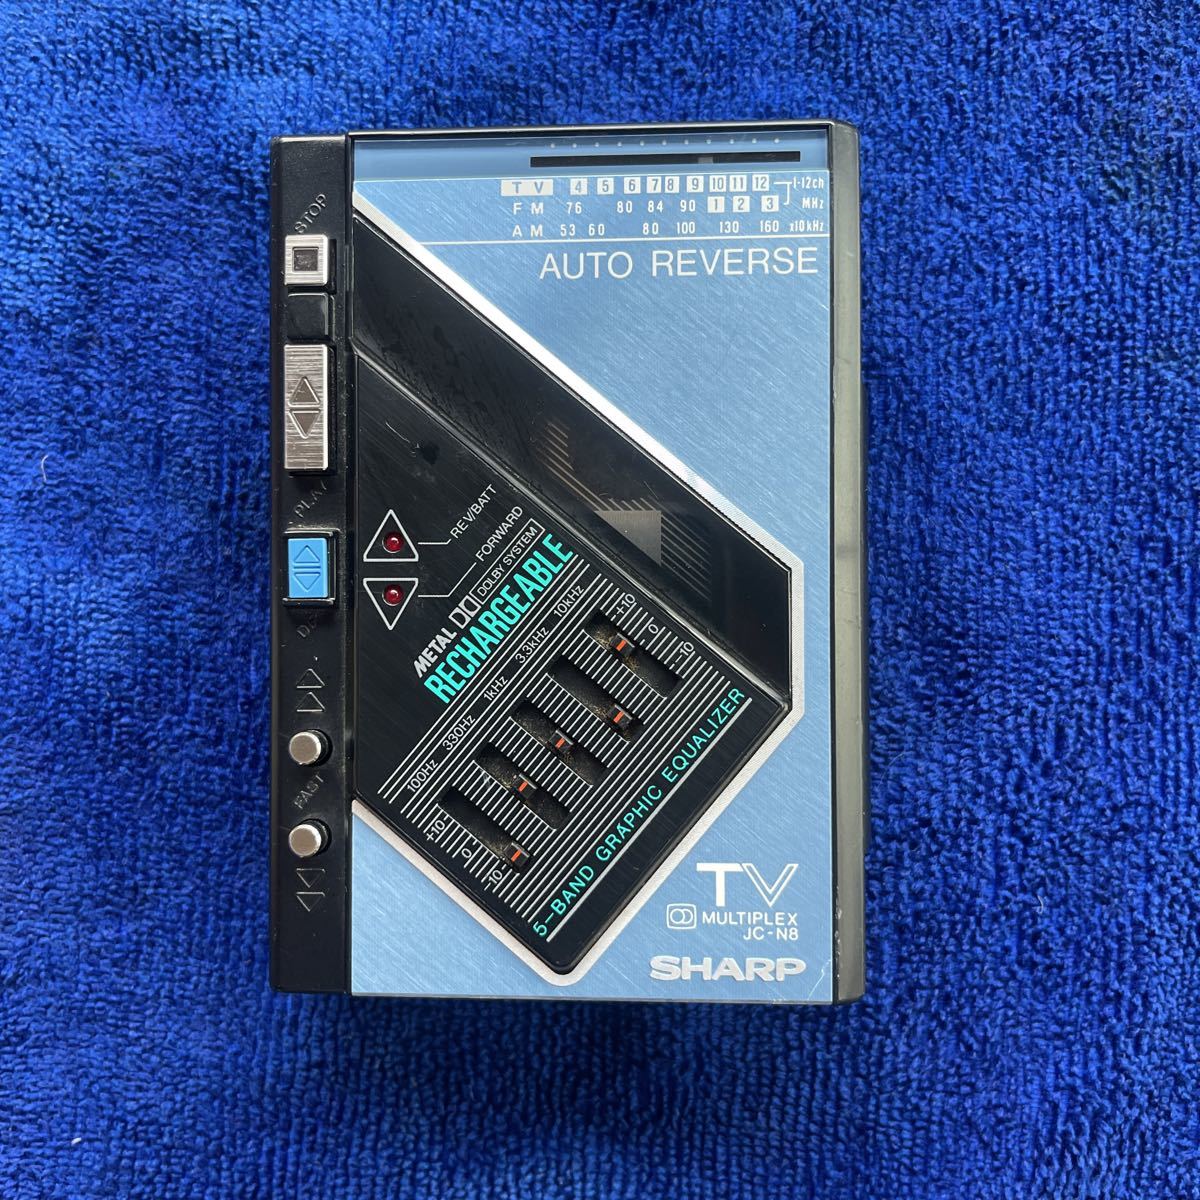 STOP
PLAY
FAST
TV 4 5 6 7 8 9 10 11 12 1-12ch
FM 76 80 84 90 1 2 3 MHz
AM 53 60 80 100 130 160 x10kHz
AUTO REVERSE
REV/BATT
FORWARD
METAL DOLBY SYSTEM
RECHARGEABLE
100Hz 330Hz 1kHz 3.3kHz 10kHz
+10 +10
0 0
-10 -10
5-BAND GRAPHIC EQUALIZER
TV
MULTIPLEX
JC-N8
SHARP